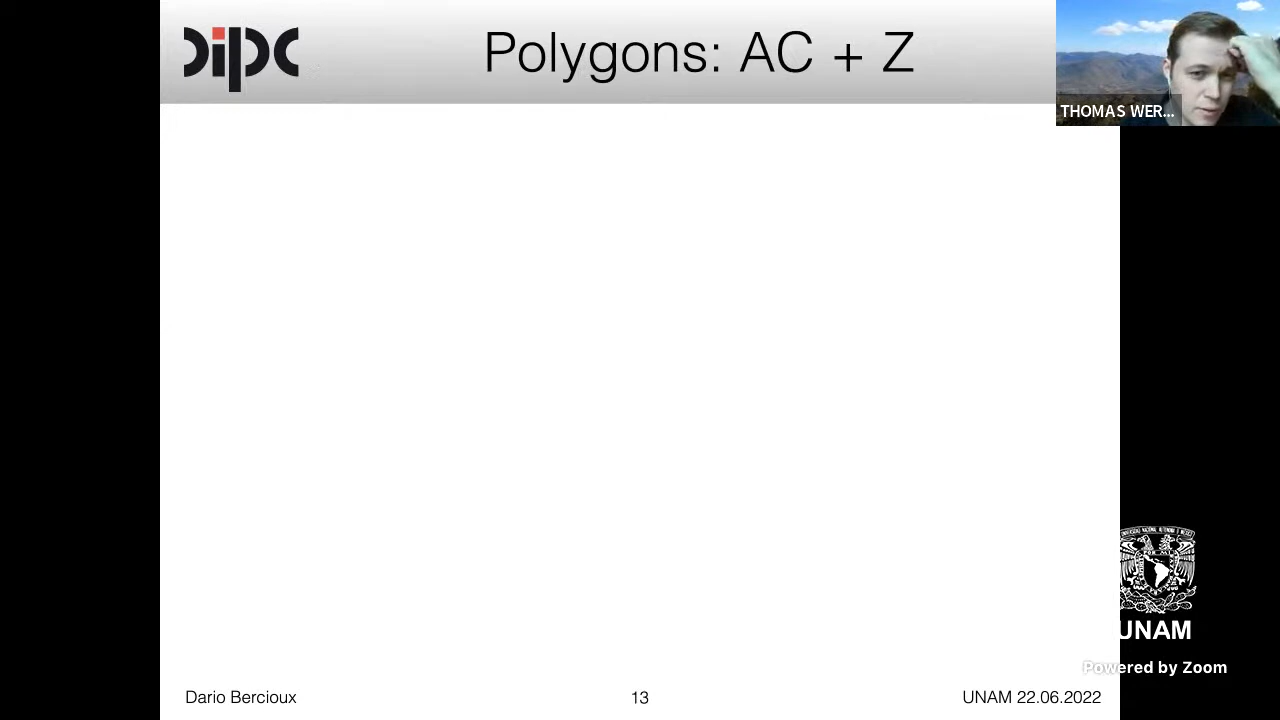 dipc
Polygons: AC + Z
THOMAS WER...
UNAM
Powered by Zoom
Dario Bercioux
13
UNAM 22.06.2022